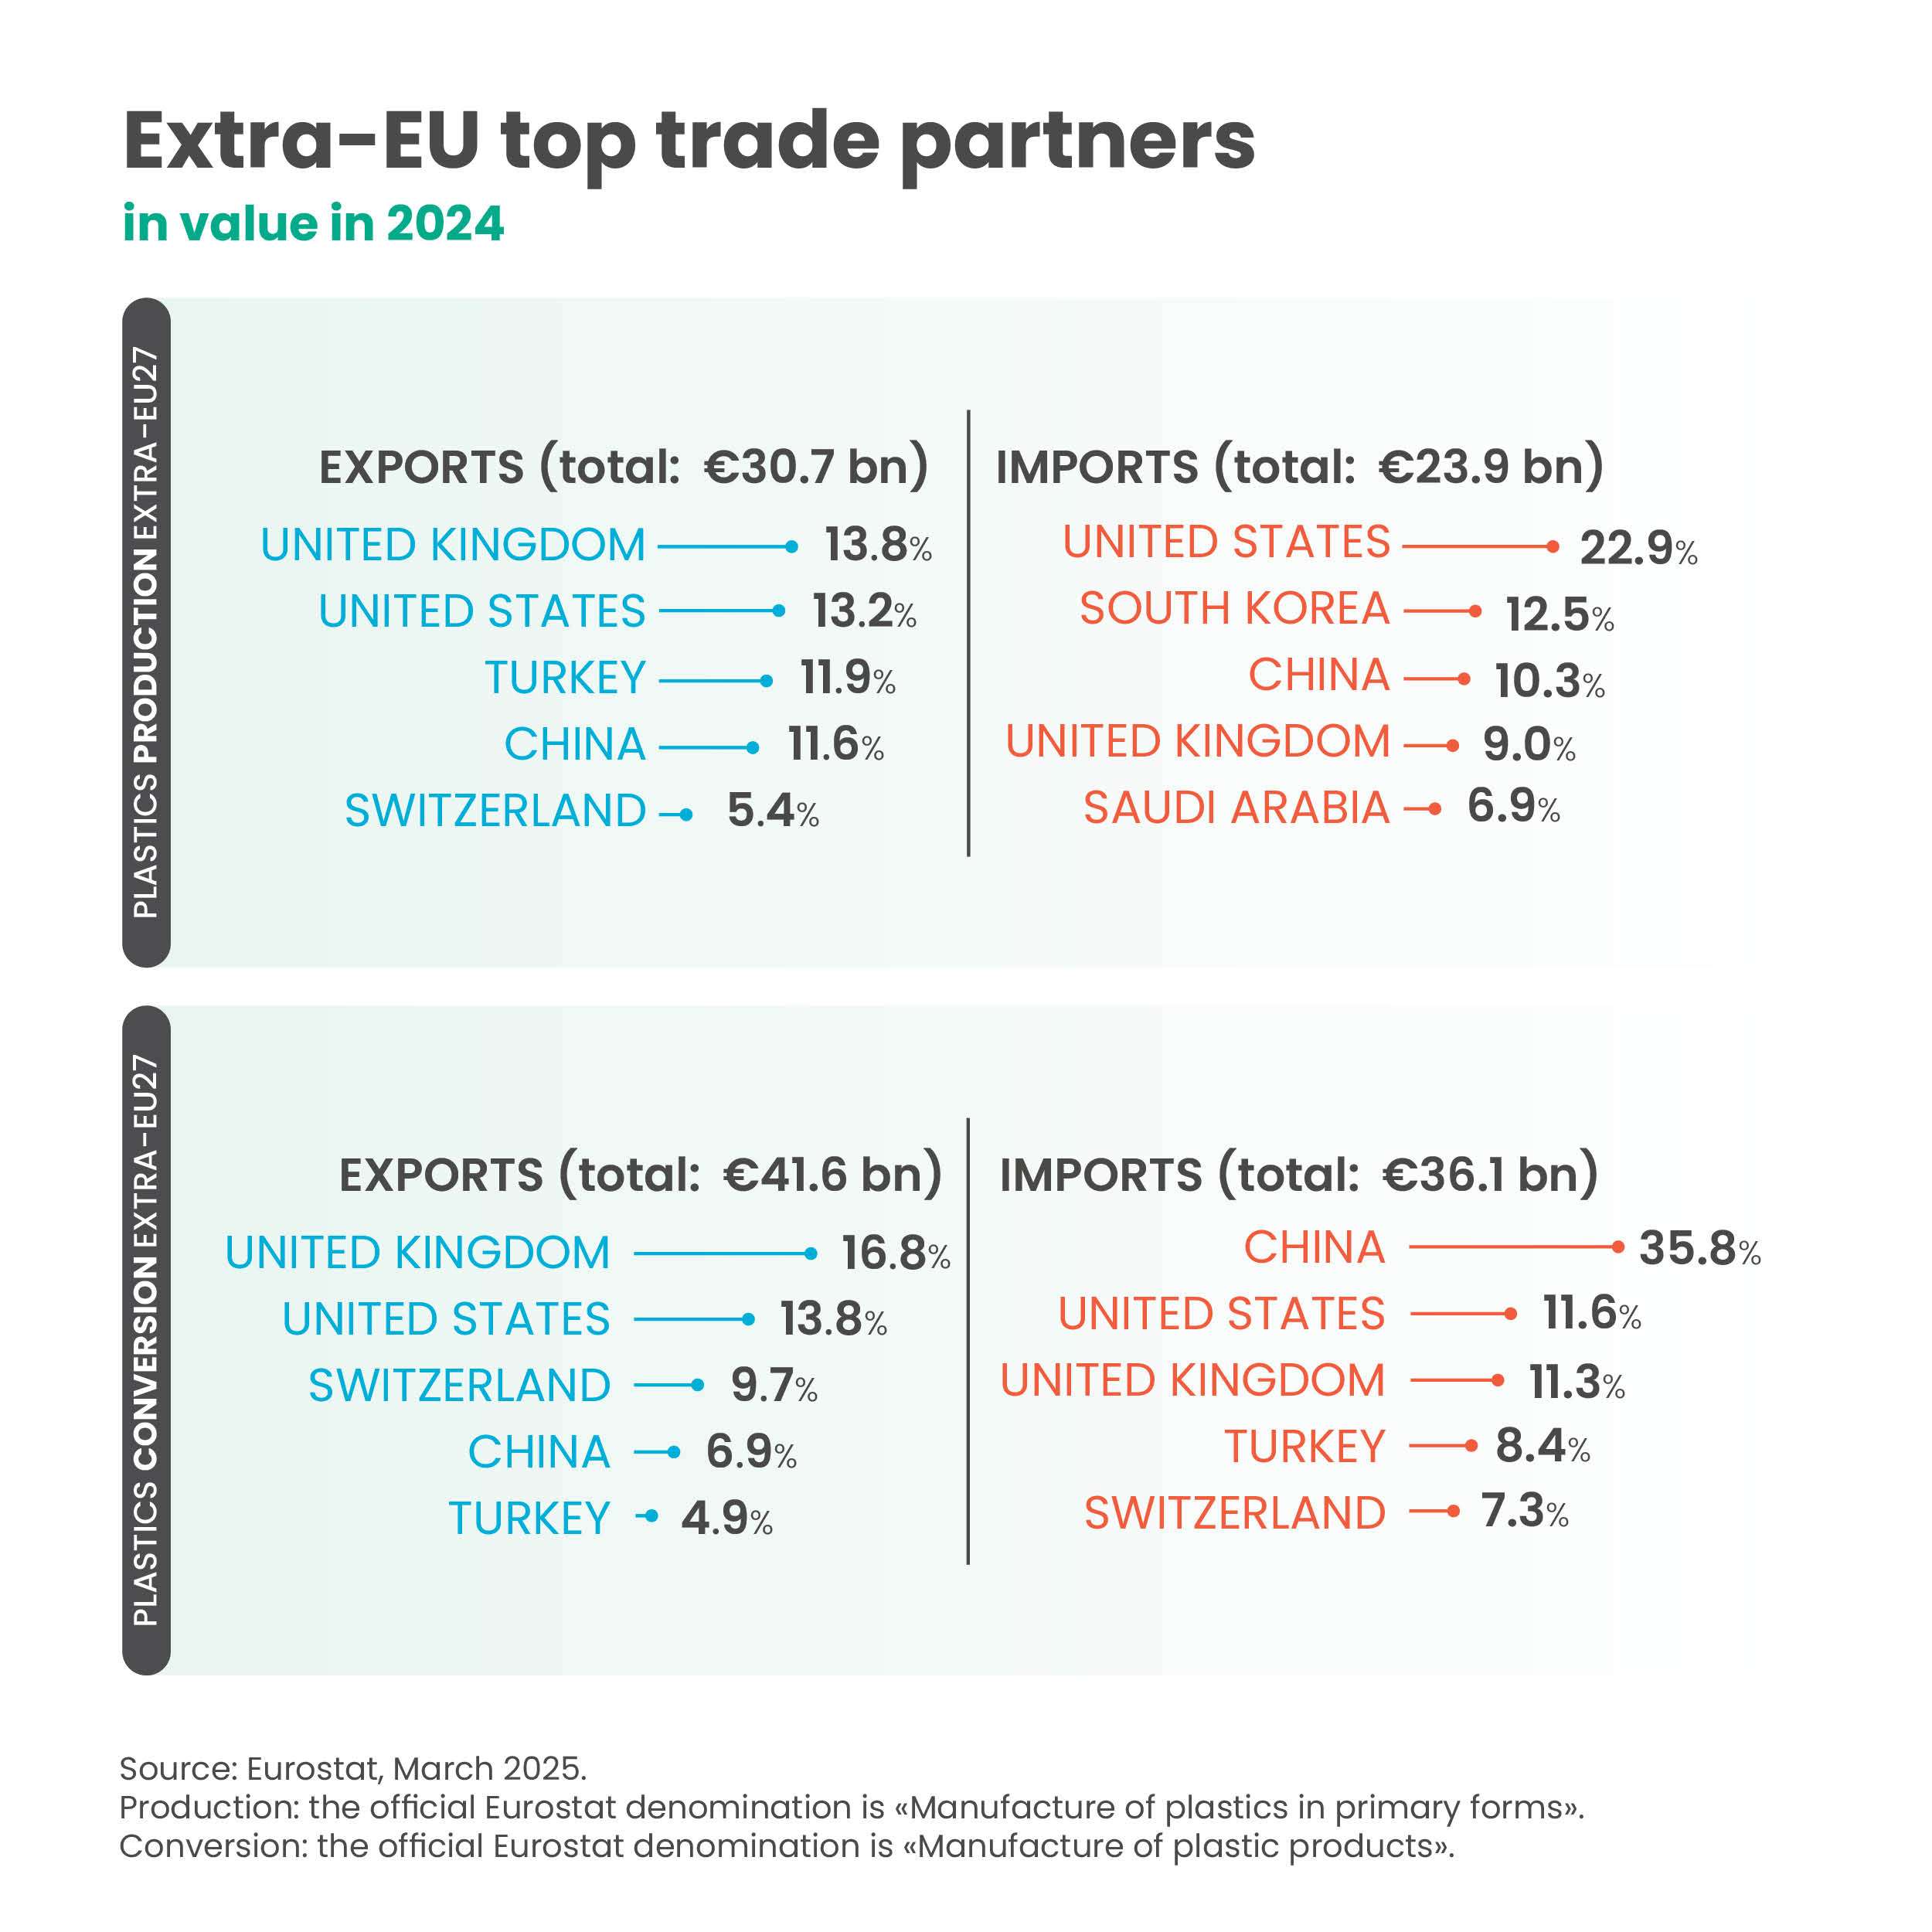 Extra-EU top trade partners
in value in 2024
PLASTICS PRODUCTION EXTRA-EU27
EXPORTS (total: €30.7 bn)
UNITED KINGDOM 13.8%
UNITED STATES 13.2%
TURKEY 11.9%
CHINA 11.6%
SWITZERLAND 5.4%
IMPORTS (total: €23.9 bn)
UNITED STATES 22.9%
SOUTH KOREA 12.5%
CHINA 10.3%
UNITED KINGDOM 9.0%
SAUDI ARABIA 6.9%
PLASTICS CONVERSION EXTRA-EU27
EXPORTS (total: €41.6 bn)
UNITED KINGDOM 16.8%
UNITED STATES 13.8%
SWITZERLAND 9.7%
CHINA 6.9%
TURKEY 4.9%
IMPORTS (total: €36.1 bn)
CHINA 35.8%
UNITED STATES 11.6%
UNITED KINGDOM 11.3%
TURKEY 8.4%
SWITZERLAND 7.3%
Source: Eurostat, March 2025.
Production: the official Eurostat denomination is «Manufacture of plastics in primary forms».
Conversion: the official Eurostat denomination is «Manufacture of plastic products».